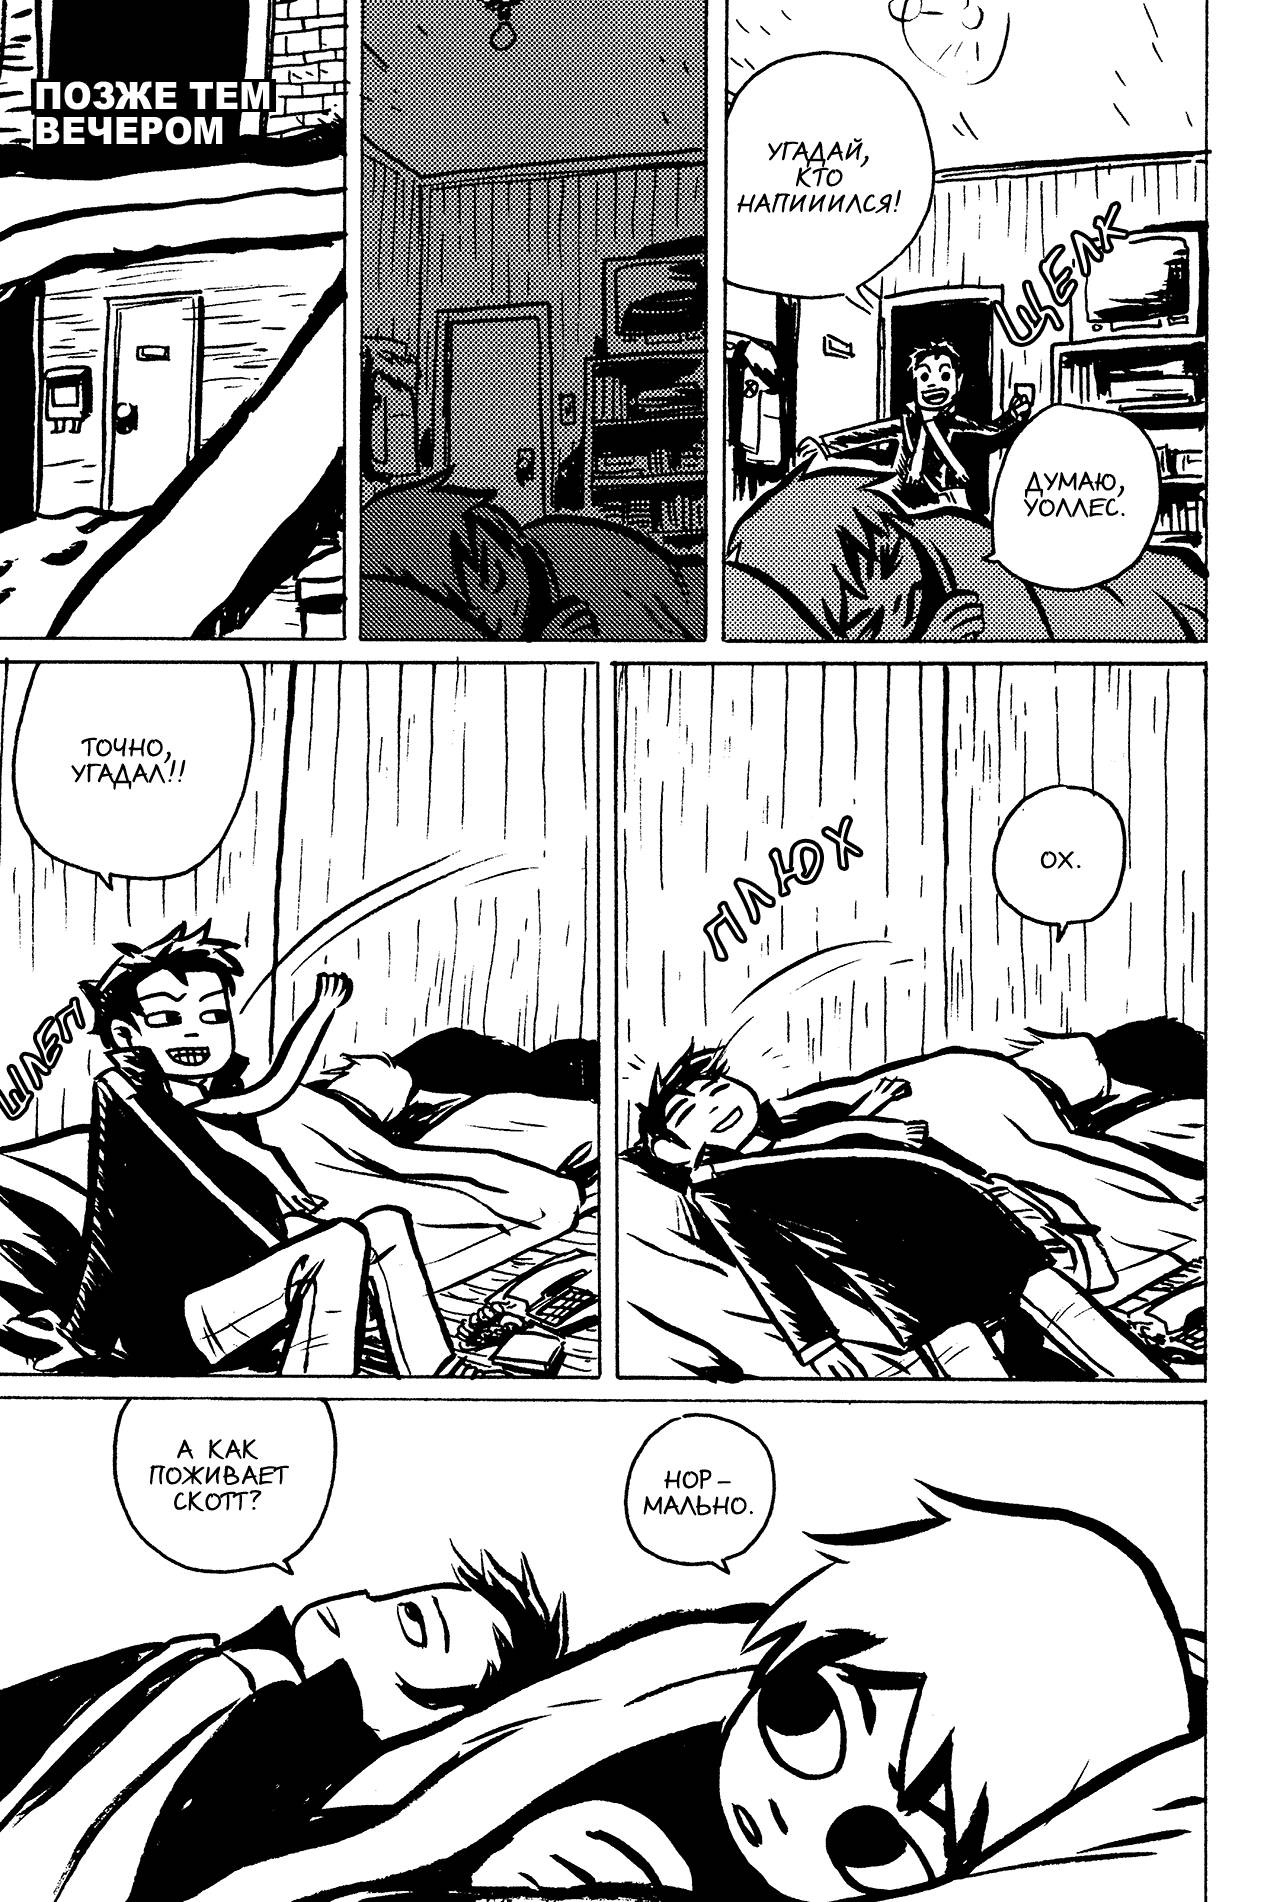 ПОЗЖЕ ТЕМ
ВЕЧЕРОМ
УГАДАЙ,
КТО
НАПИИИЛСЯ!
ЩЕЛК
ДУМАЮ,
УОЛЛЕС.
ТОЧНО,
УГАДАЛ!!
ШЛЕП
ПЛЮХ
ОХ.
А КАК
ПОЖИВАЕТ
СКОТТ?
НОР-
МАЛЬНО.